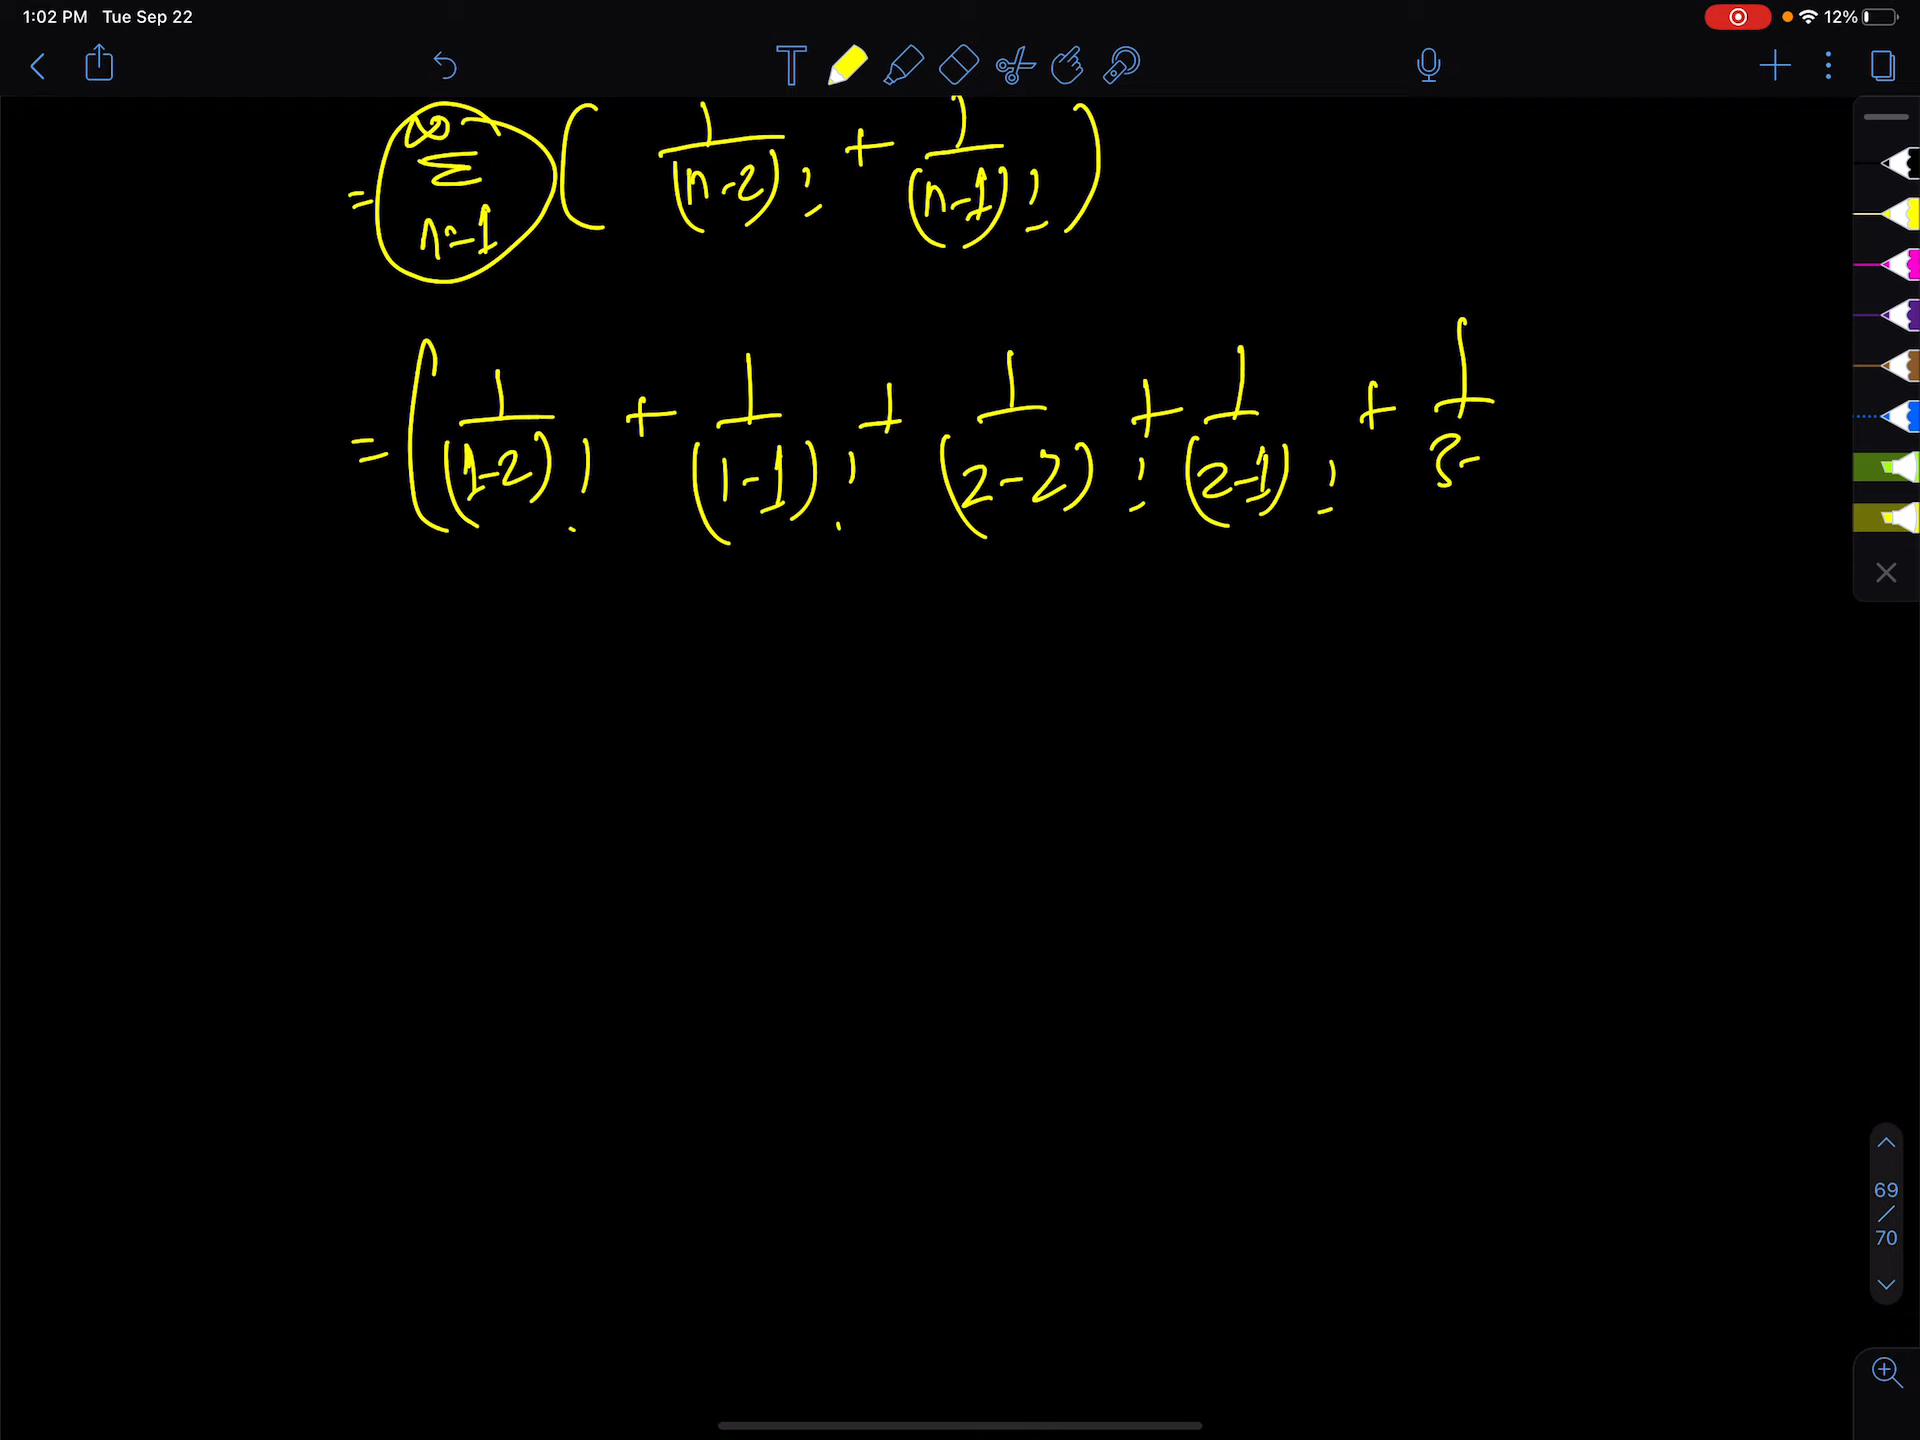 1:02 PM Tue Sep 22
12%
T
= ∞ Σ n=1 ( 1/(n-2)! + 1/(n-1)! )
= ( 1/(1-2)! + 1/(1-1)! + 1/(2-2)! + 1/(2-1)! + 1/3-
69
/
70